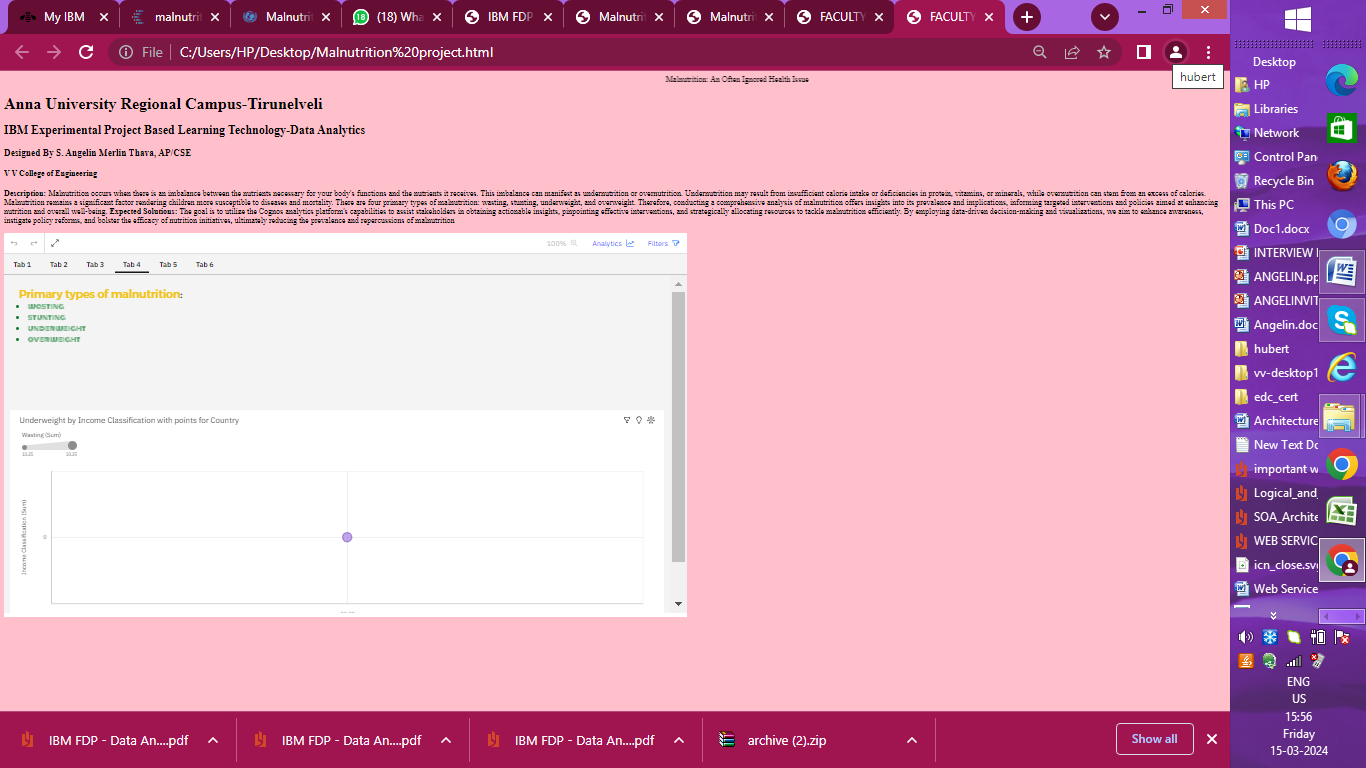 My IBM
malnutrit
Malnutrit
(18) Wha
IBM FDP
Malnutrit
Malnutrit
FACULTY
FACULTY
File
C:/Users/HP/Desktop/Malnutrition%20project.html
hubert
Malnutrition: An Often Ignored Health Issue
Anna University Regional Campus-Tirunelveli
IBM Experimental Project Based Learning Technology-Data Analytics
Designed By S. Angelin Merlin Thava, AP/CSE
V V College of Engineering
Description: Malnutrition occurs when there is an imbalance between the nutrients necessary for your body's functions and the nutrients it receives. This imbalance can manifest as undernutrition or overnutrition. Undernutrition may result from insufficient calorie intake or deficiencies in protein, vitamins, or minerals, while overnutrition can stem from an excess of calories.
Malnutrition remains a significant factor rendering children more susceptible to diseases and mortality. There are four primary types of malnutrition: wasting, stunting, underweight, and overweight. Therefore, conducting a comprehensive analysis of malnutrition offers insights into its prevalence and implications, informing targeted interventions and policies aimed at enhancing
nutrition and overall well-being. Expected Solutions: The goal is to utilize the Cognos analytics platform's capabilities to assist stakeholders in obtaining actionable insights, pinpointing effective interventions, and strategically allocating resources to tackle malnutrition efficiently. By employing data-driven decision-making and visualizations, we aim to enhance awareness,
instigate policy reforms, and bolster the efficacy of nutrition initiatives, ultimately reducing the prevalence and repercussions of malnutrition
100%
Analytics
Filters
Tab 1
Tab 2
Tab 3
Tab 4
Tab 5
Tab 6
Primary types of malnutrition:
WASTING
STUNTING
UNDERWEIGHT
OVERWEIGHT
Underweight by Income Classification with points for Country
Wasting (Sum)
Income Classification (Sum)
0
IBM FDP - Data An....pdf
IBM FDP - Data An....pdf
IBM FDP - Data An....pdf
archive (2).zip
Show all
Desktop
HP
Libraries
Network
Control Pan
Recycle Bin
This PC
Doc1.docx
INTERVIEW
ANGELIN.pp
ANGELINVIT
Angelin.doc
hubert
vv-desktop1
edc_cert
Architecture
New Text Do
important w
Logical_and_
SOA_Archite
WEB SERVIC
icn_close.svg
Web Service
ENG
US
15:56
Friday
15-03-2024